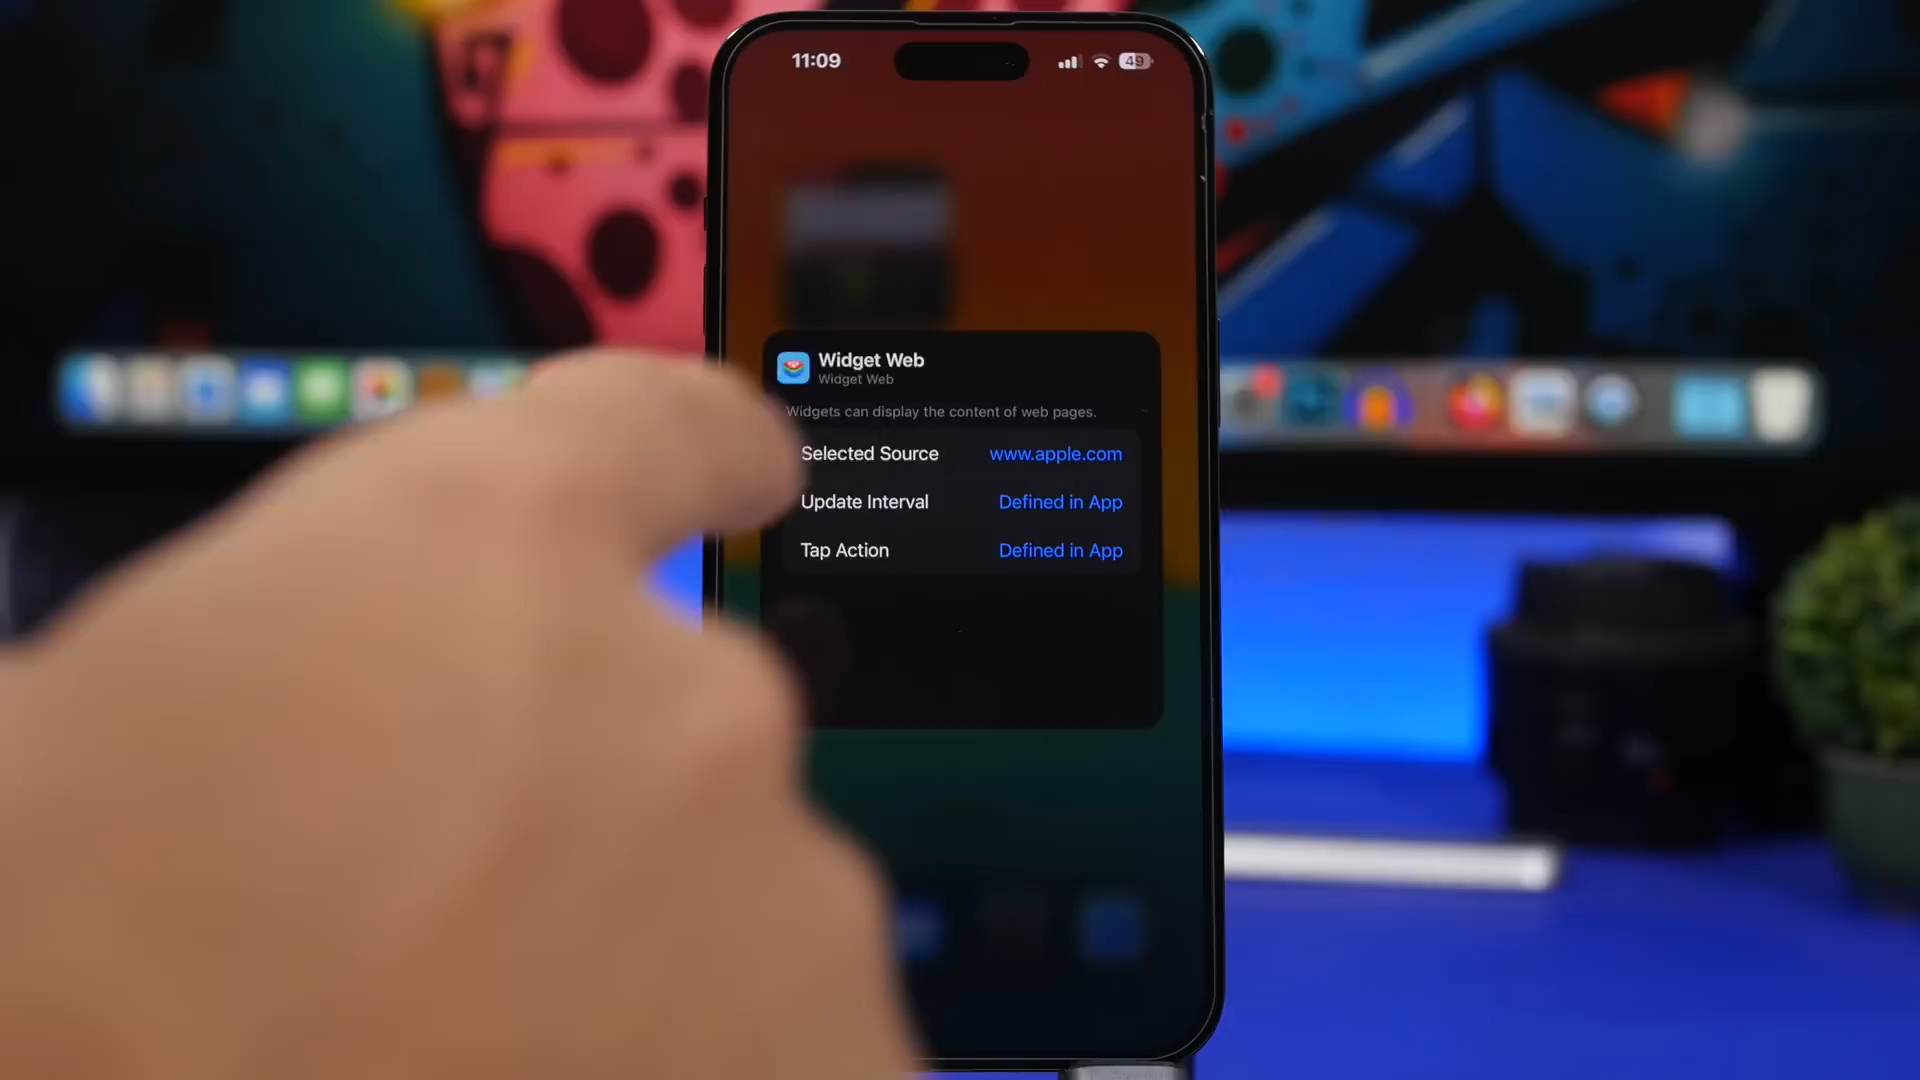 11:09
49
Widget Web
Widget Web
Widgets can display the content of web pages.
Selected Source www.apple.com
Update Interval Defined in App
Tap Action Defined in App